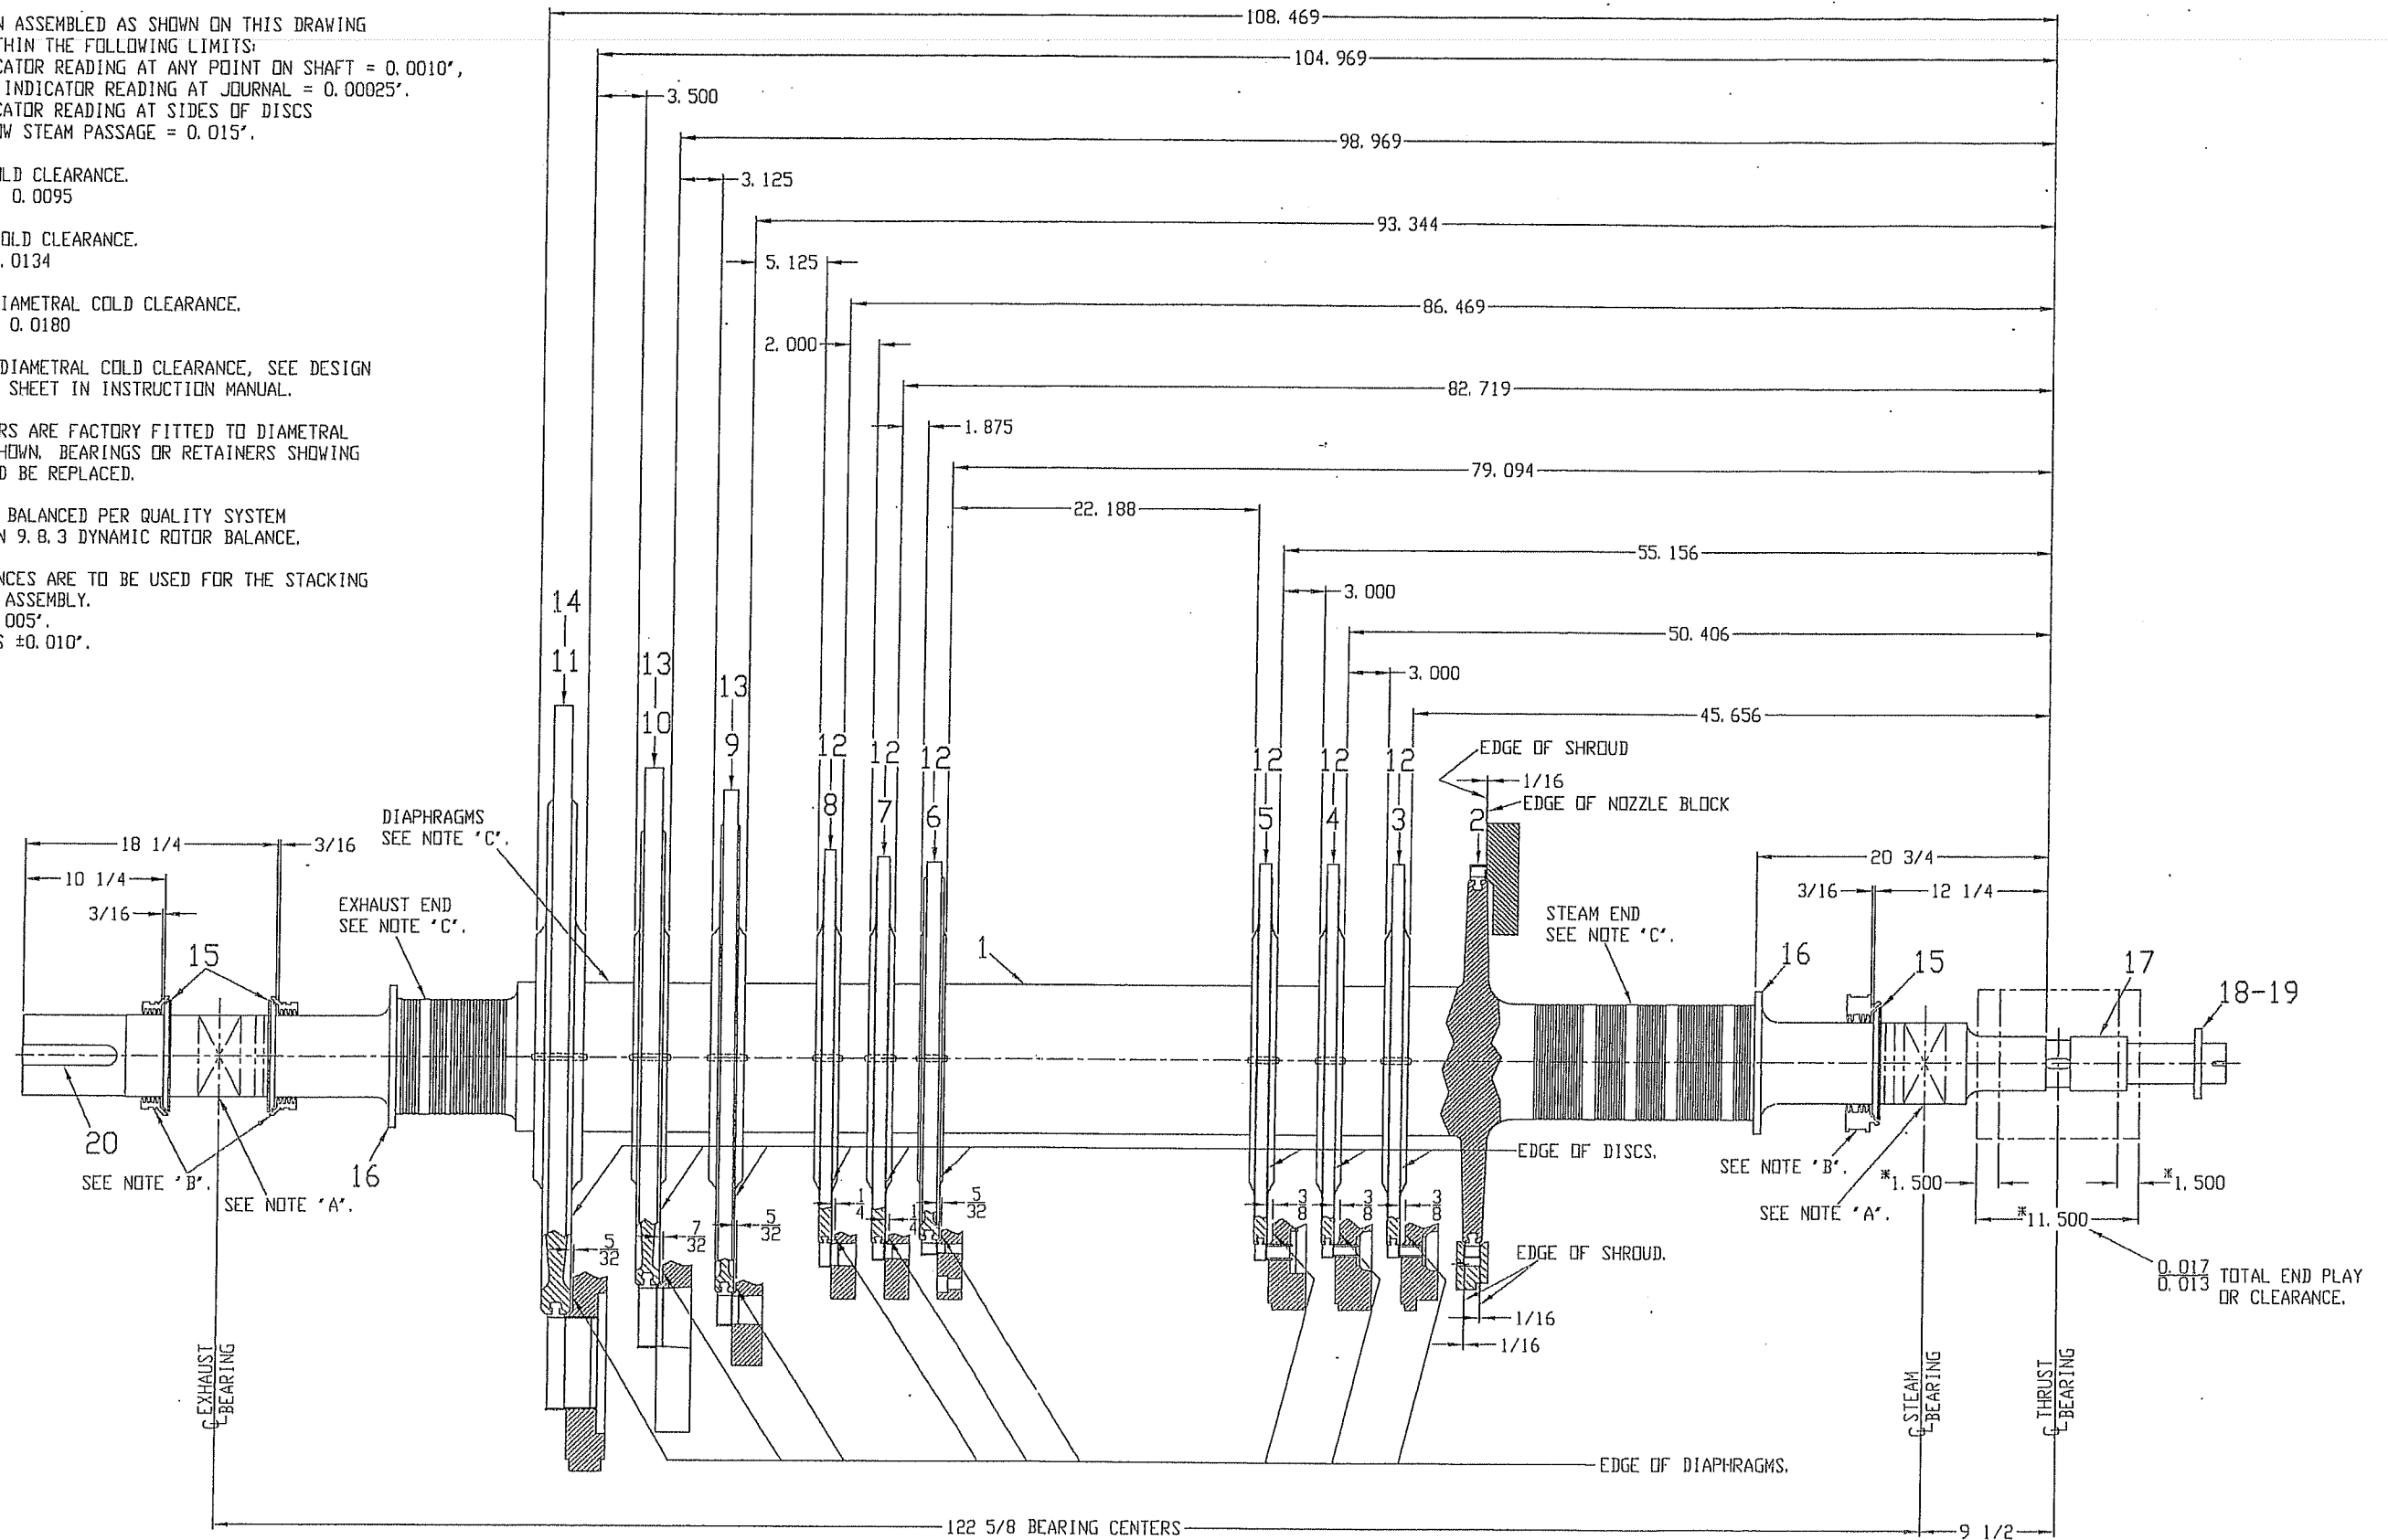 N ASSEMBLED AS SHOWN ON THIS DRAWING
THIN THE FOLLOWING LIMITS:
CATOR READING AT ANY POINT ON SHAFT = 0.0010",
INDICATOR READING AT JOURNAL = 0.00025".
CATOR READING AT SIDES OF DISCS
OW STEAM PASSAGE = 0.015".
OLD CLEARANCE.
0.0095
OLD CLEARANCE.
.0134
IAMETRAL COLD CLEARANCE.
0.0180
DIAMETRAL COLD CLEARANCE, SEE DESIGN
SHEET IN INSTRUCTION MANUAL.
RS ARE FACTORY FITTED TO DIAMETRAL
HOWN. BEARINGS OR RETAINERS SHOWING
D BE REPLACED.
BALANCED PER QUALITY SYSTEM
N 9.8.3 DYNAMIC ROTOR BALANCE.
NCES ARE TO BE USED FOR THE STACKING
ASSEMBLY.
005".
S ±0.010".
108.469
104.969
3.500
98.969
3.125
93.344
5.125
86.469
2.000
82.719
1.875
79.094
22.188
55.156
3.000
50.406
3.000
45.656
14
11
13
10
13
9
12
8
12
7
12
6
12
5
12
4
12
3
2
EDGE OF SHROUD
1/16
EDGE OF NOZZLE BLOCK
DIAPHRAGMS
SEE NOTE "C".
18 1/4
3/16
10 1/4
3/16
20 3/4
3/16
12 1/4
EXHAUST END
SEE NOTE "C".
STEAM END
SEE NOTE "C".
15
1
16
15
17
18-19
20
16
SEE NOTE "B".
SEE NOTE "A".
EDGE OF DISCS.
SEE NOTE "B".
SEE NOTE "A".
*1.500
*1.500
*11.500
5/32
7/32
5/32
1/4
1/4
5/32
3/8
3/8
3/8
EDGE OF SHROUD.
1/16
1/16
0.017
0.013
TOTAL END PLAY
OR CLEARANCE.
CL EXHAUST
BEARING
CL STEAM
BEARING
CL THRUST
BEARING
EDGE OF DIAPHRAGMS.
122 5/8 BEARING CENTERS
9 1/2